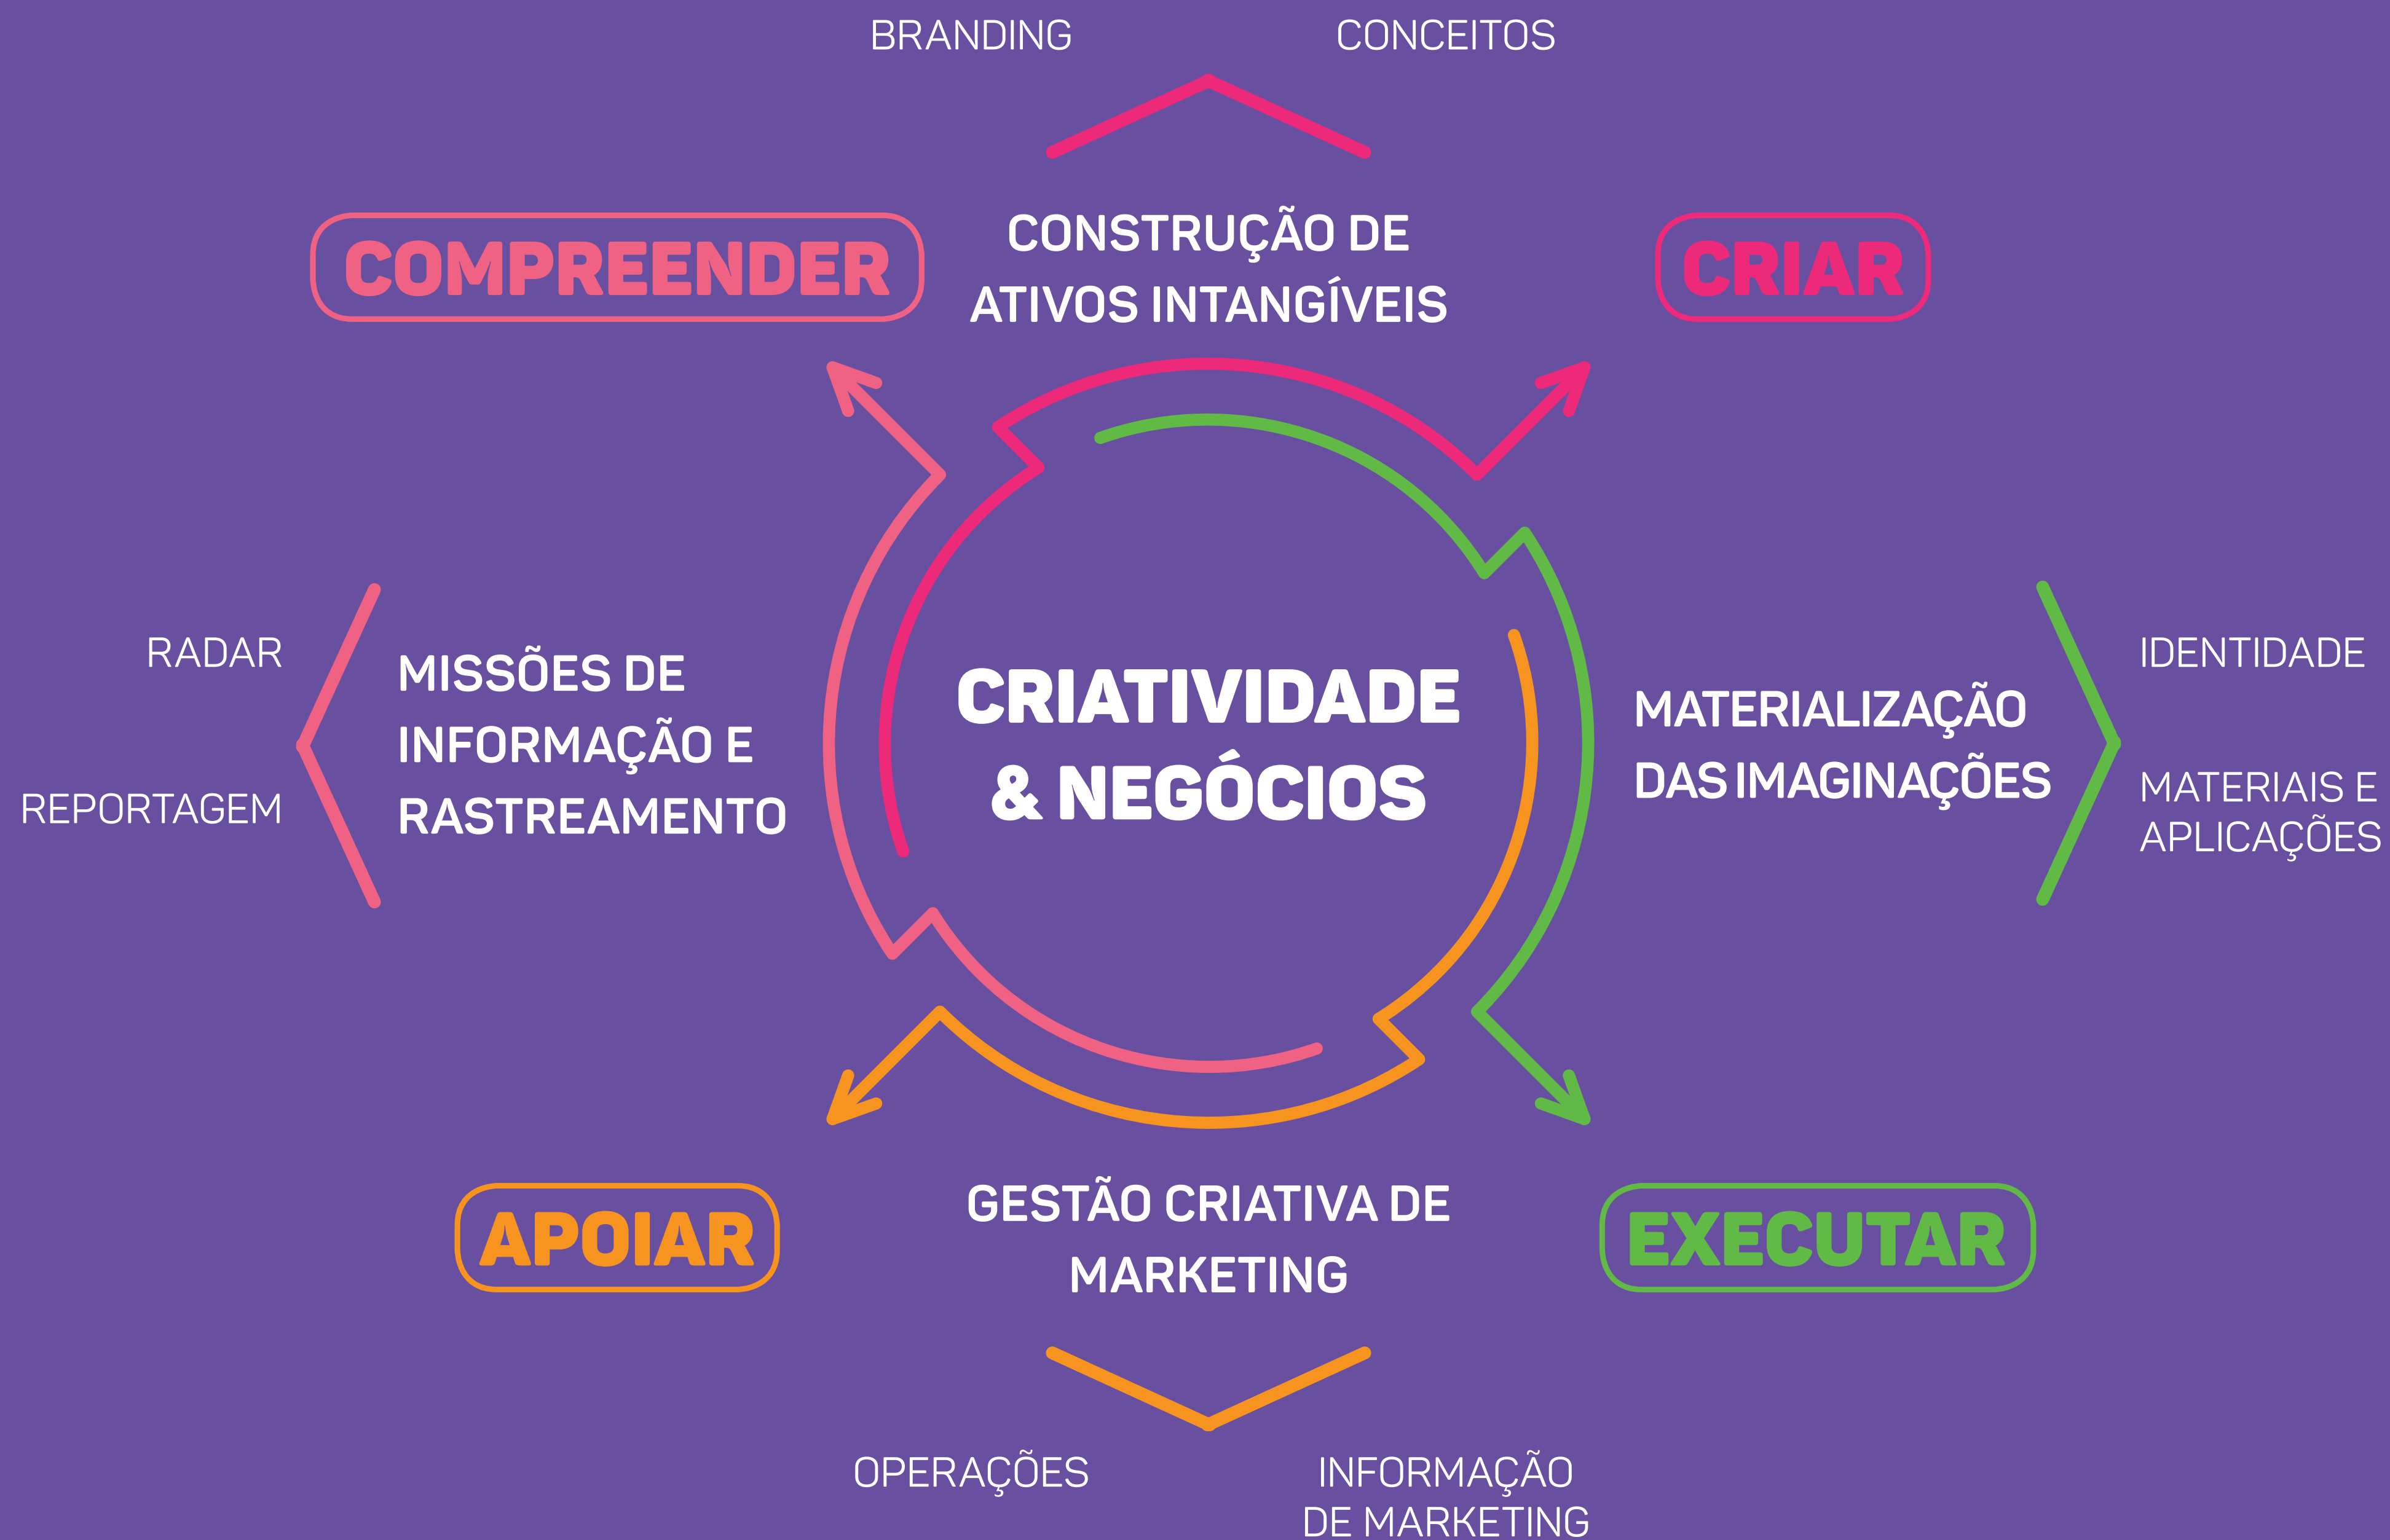 BRANDING
CONCEITOS
COMPREENDER
CONSTRUÇÃO DE
ATIVOS INTANGÍVEIS
CRIAR
RADAR
REPORTAGEM
MISSÕES DE
INFORMAÇÃO E
RASTREAMENTO
CRIATIVIDADE
& NEGÓCIOS
MATERIALIZAÇÃO
DAS IMAGINAÇÕES
IDENTIDADE
MATERIAIS E
APLICAÇÕES
APOIAR
GESTÃO CRIATIVA DE
MARKETING
EXECUTAR
OPERAÇÕES
INFORMAÇÃO
DE MARKETING